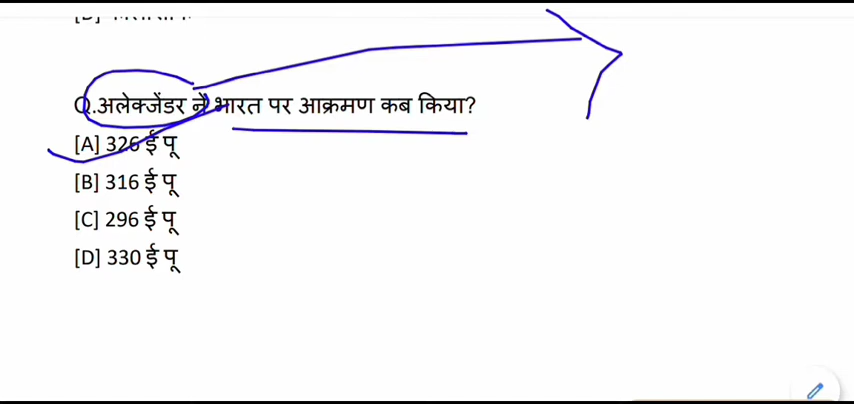 Q.अलेक्जेंडर ने भारत पर आक्रमण कब किया?
[A] 326 ई पू
[B] 316 ई पू
[C] 296 ई पू
[D] 330 ई पू